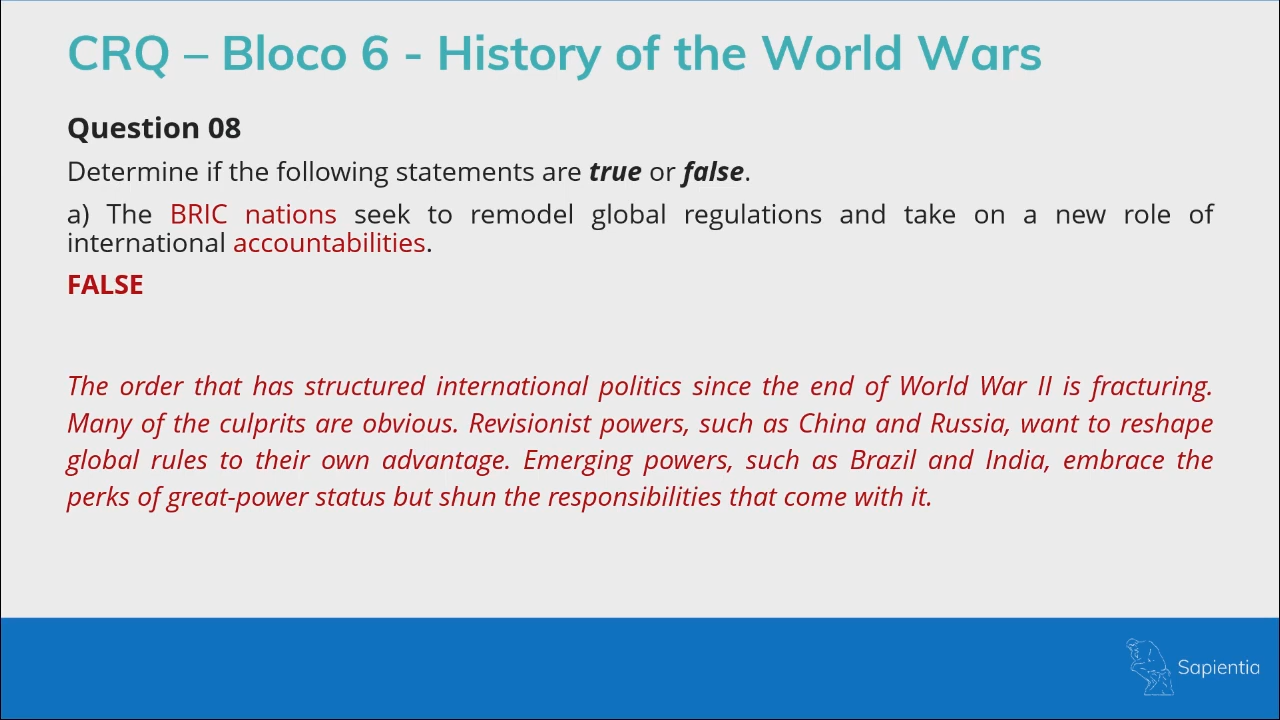 CRQ – Bloco 6 - History of the World Wars
Question 08
Determine if the following statements are true or false.
a) The BRIC nations seek to remodel global regulations and take on a new role of
international accountabilities.
FALSE
The order that has structured international politics since the end of World War II is fracturing.
Many of the culprits are obvious. Revisionist powers, such as China and Russia, want to reshape
global rules to their own advantage. Emerging powers, such as Brazil and India, embrace the
perks of great-power status but shun the responsibilities that come with it.
Sapientia